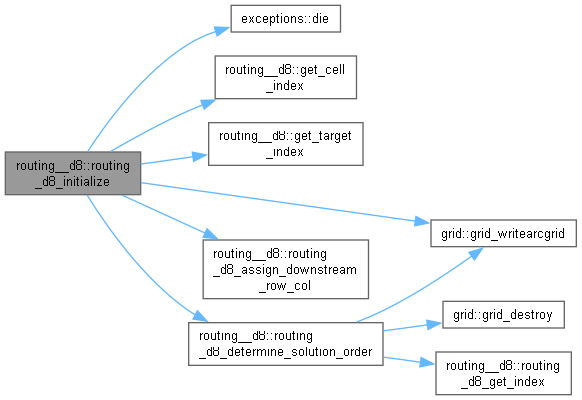 exceptions::die
routing__d8::get_cell
_index
routing__d8::get_target
_index
routing__d8::routing
_d8_initialize
grid::grid_writearcgrid
routing__d8::routing
_d8_assign_downstream
_row_col
grid::grid_destroy
routing__d8::routing
_d8_determine_solution_order
routing__d8::routing
_d8_get_index